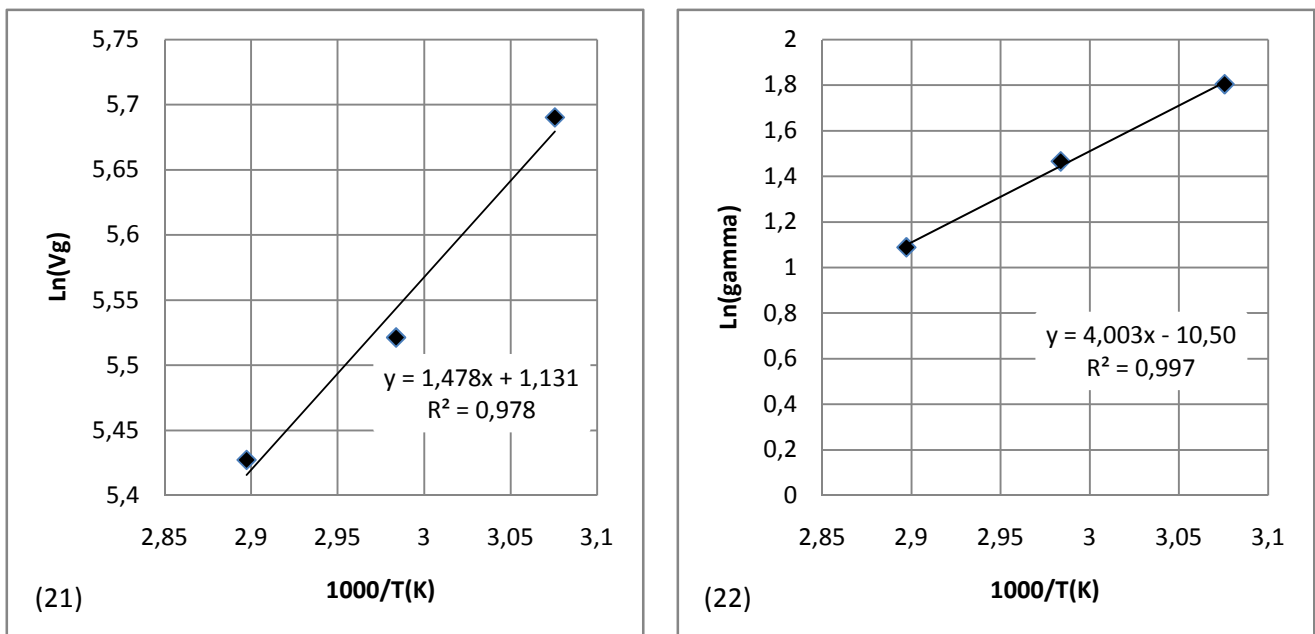 5,75
5,7
5,65
5,6
5,55
5,5
5,45
5,4
2,85 2,9 2,95 3 3,05 3,1
Ln(Vg)
y = 1,478x + 1,131
R² = 0,978
1000/T(K)
(21)
2
1,8
1,6
1,4
1,2
1
0,8
0,6
0,4
0,2
0
2,85 2,9 2,95 3 3,05 3,1
Ln(gamma)
y = 4,003x - 10,50
R² = 0,997
1000/T(K)
(22)